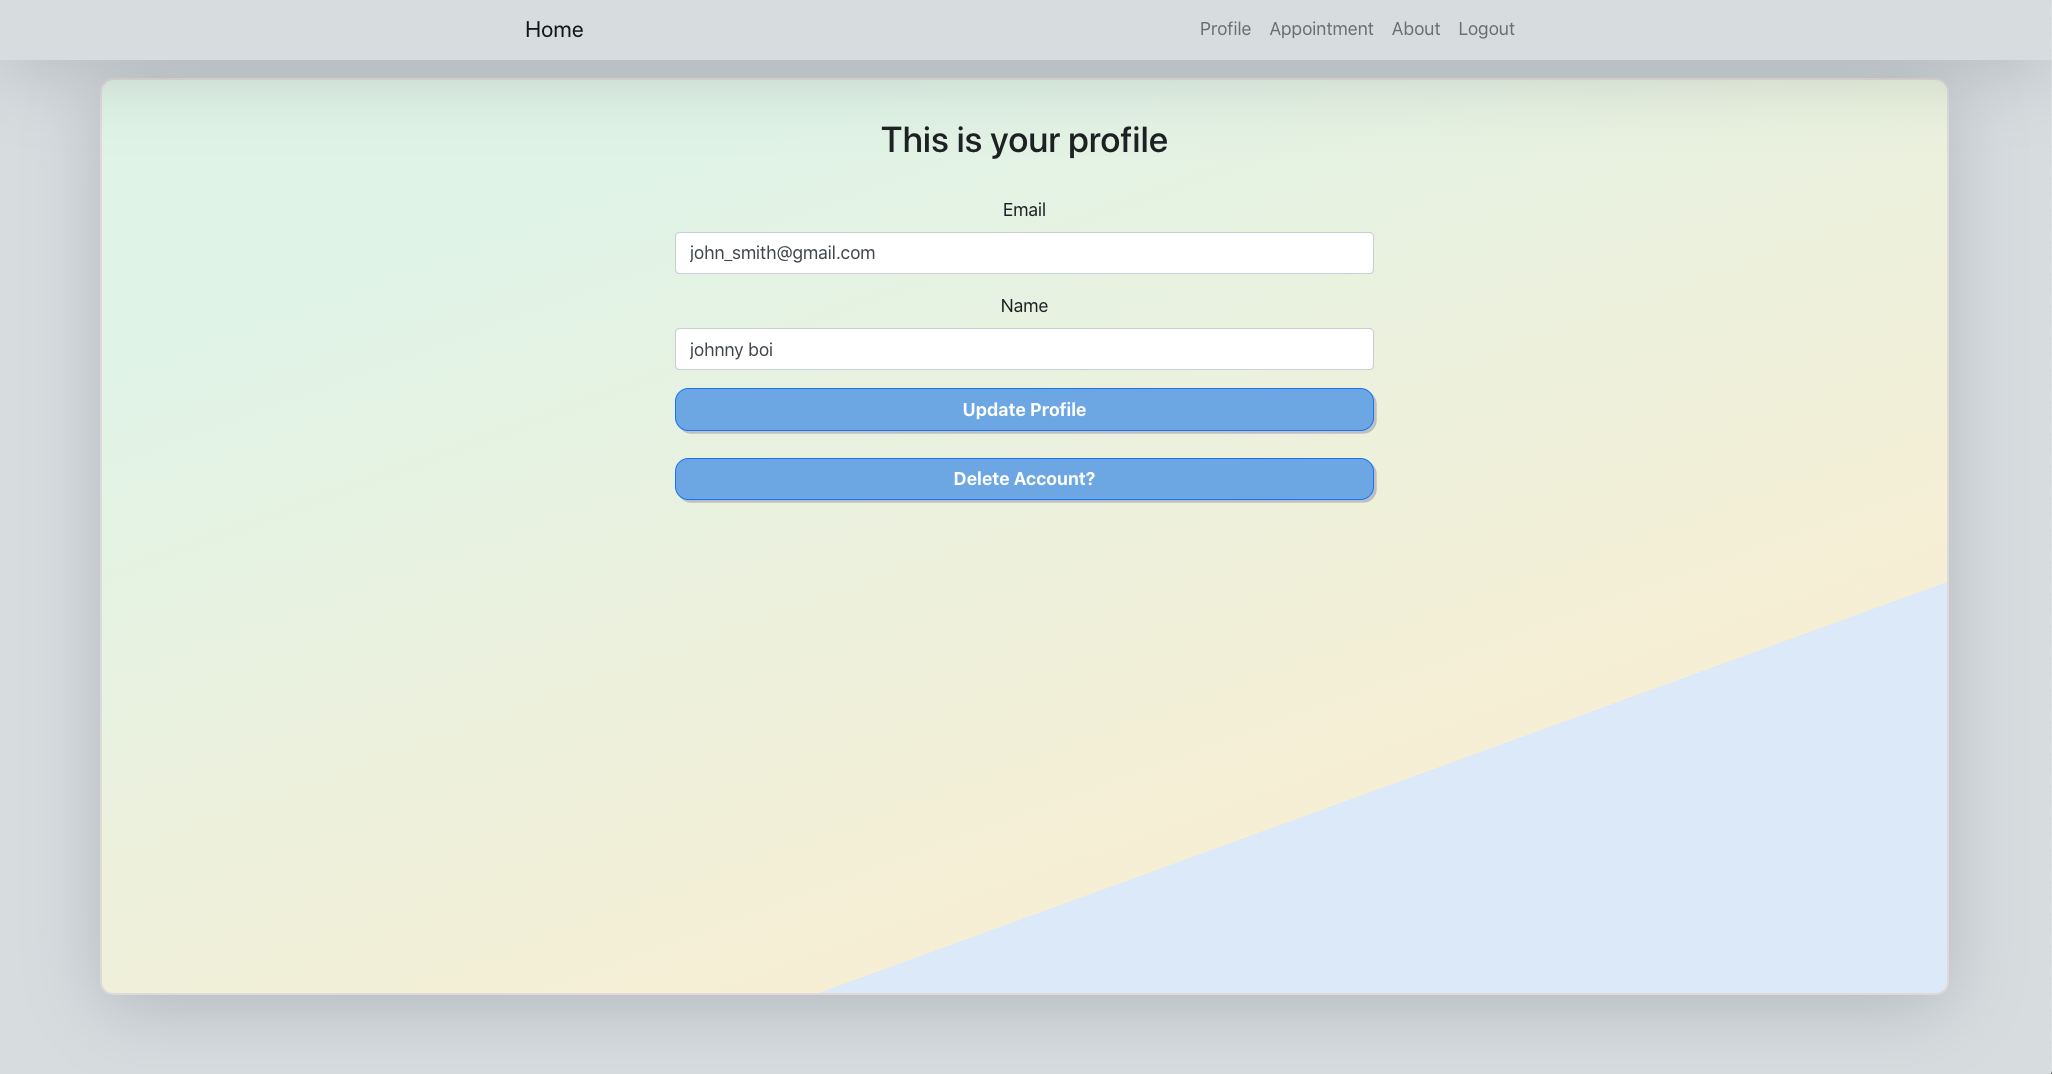 Home
Profile Appointment About Logout
This is your profile
Email
john_smith@gmail.com
Name
johnny boi
Update Profile
Delete Account?